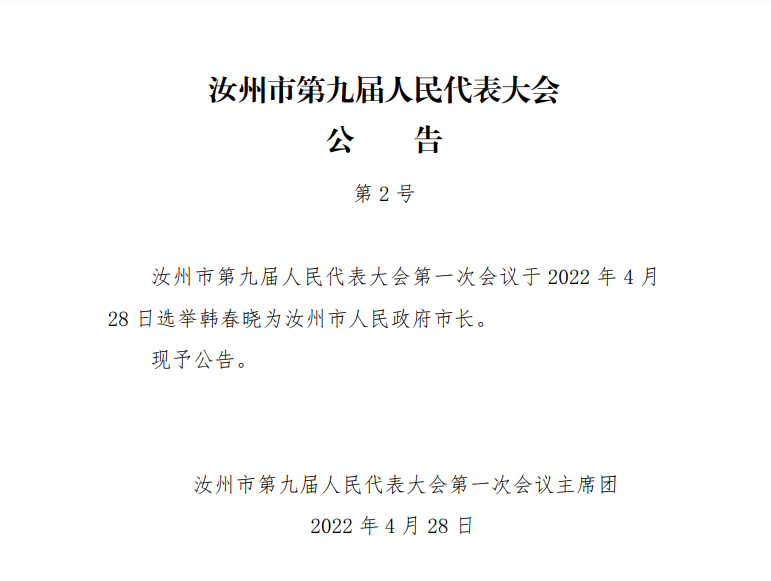 汝州市第九届人民代表大会
公　　告
第 2 号
汝州市第九届人民代表大会第一次会议于 2022 年 4 月
28 日选举韩春晓为汝州市人民政府市长。
现予公告。
汝州市第九届人民代表大会第一次会议主席团
2022 年 4 月 28 日